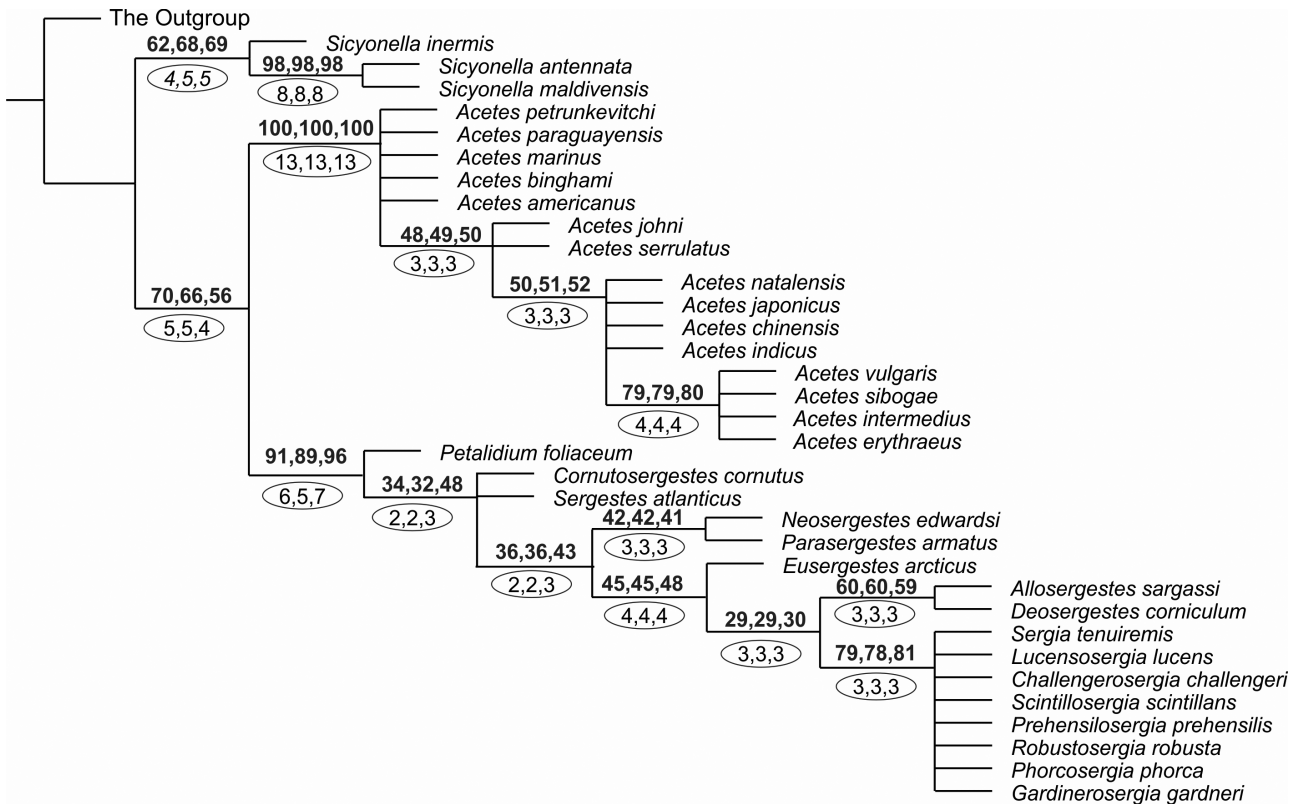 The Outgroup
62,68,69
Sicyonella inermis
4,5,5
98,98,98
Sicyonella antennata
8,8,8
Sicyonella maldivensis
Acetes petrunkevitchi
100,100,100
Acetes paraguayensis
13,13,13
Acetes marinus
Acetes binghami
Acetes americanus
Acetes johni
48,49,50
Acetes serrulatus
3,3,3
Acetes natalensis
50,51,52
Acetes japonicus
70,66,56
3,3,3
Acetes chinensis
5,5,4
Acetes indicus
Acetes vulgaris
79,79,80
Acetes sibogae
4,4,4
Acetes intermedius
Acetes erythraeus
91,89,96
Petalidium foliaceum
6,5,7
34,32,48
Cornutosergestes cornutus
2,2,3
Sergestes atlanticus
42,42,41
Neosergestes edwardsi
3,3,3
Parasergestes armatus
36,36,43
Eusergestes arcticus
2,2,3
45,45,48
60,60,59
Allosergestes sargassi
4,4,4
3,3,3
Deosergestes corniculum
29,29,30
Sergia tenuiremis
3,3,3
79,78,81
Lucensosergia lucens
3,3,3
Challengerosergia challengeri
Scintillosergia scintillans
Prehensilosergia prehensilis
Robustosergia robusta
Phorcosergia phorca
Gardinerosergia gardneri